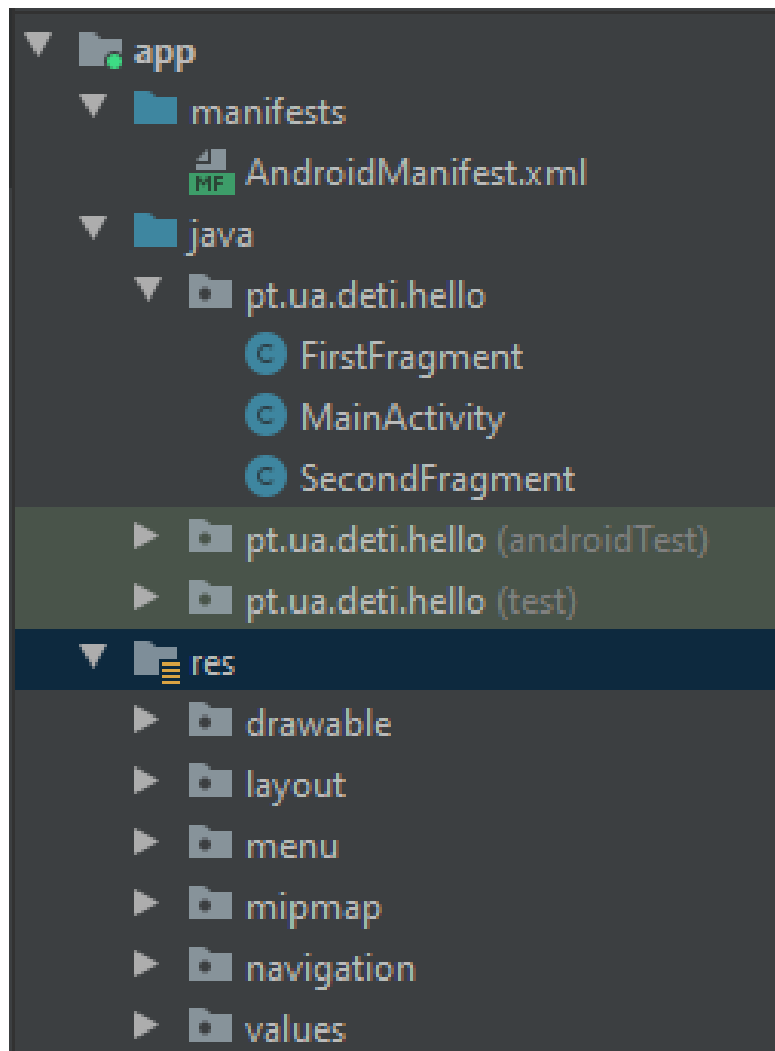 app
manifests
MF AndroidManifest.xml
java
pt.ua.deti.hello
C FirstFragment
C MainActivity
C SecondFragment
pt.ua.deti.hello (androidTest)
pt.ua.deti.hello (test)
res
drawable
layout
menu
mipmap
navigation
values